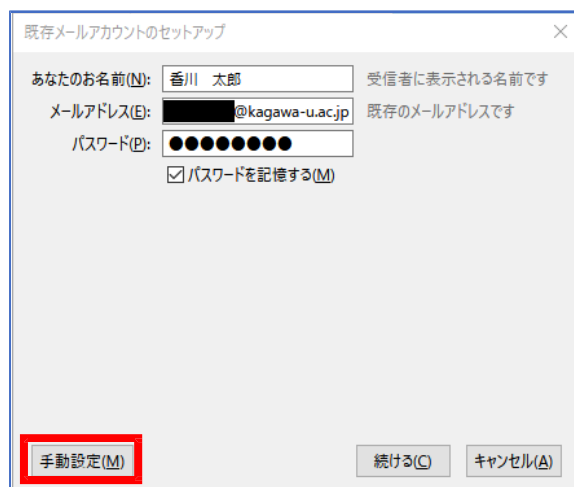 既存メールアカウントのセットアップ
あなたのお名前(N): 香川 太郎 受信者に表示される名前です
メールアドレス(E): @kagawa-u.ac.jp 既存のメールアドレスです
パスワード(P): ●●●●●●●●
パスワードを記憶する(M)
手動設定(M) 続ける(C) キャンセル(A)